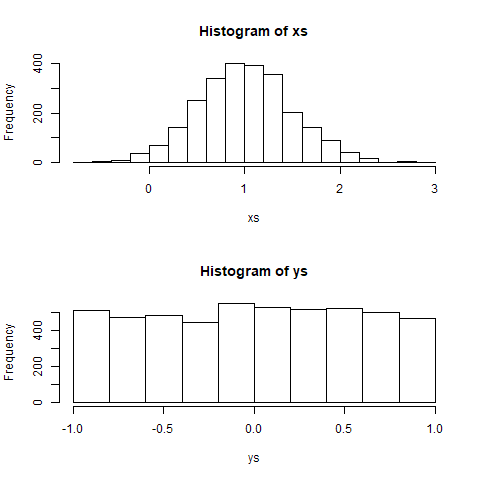 Histogram of xs
Frequency
400
200
0
0 1 2 3
xs
Histogram of ys
Frequency
400
200
0
-1.0 -0.5 0.0 0.5 1.0
ys